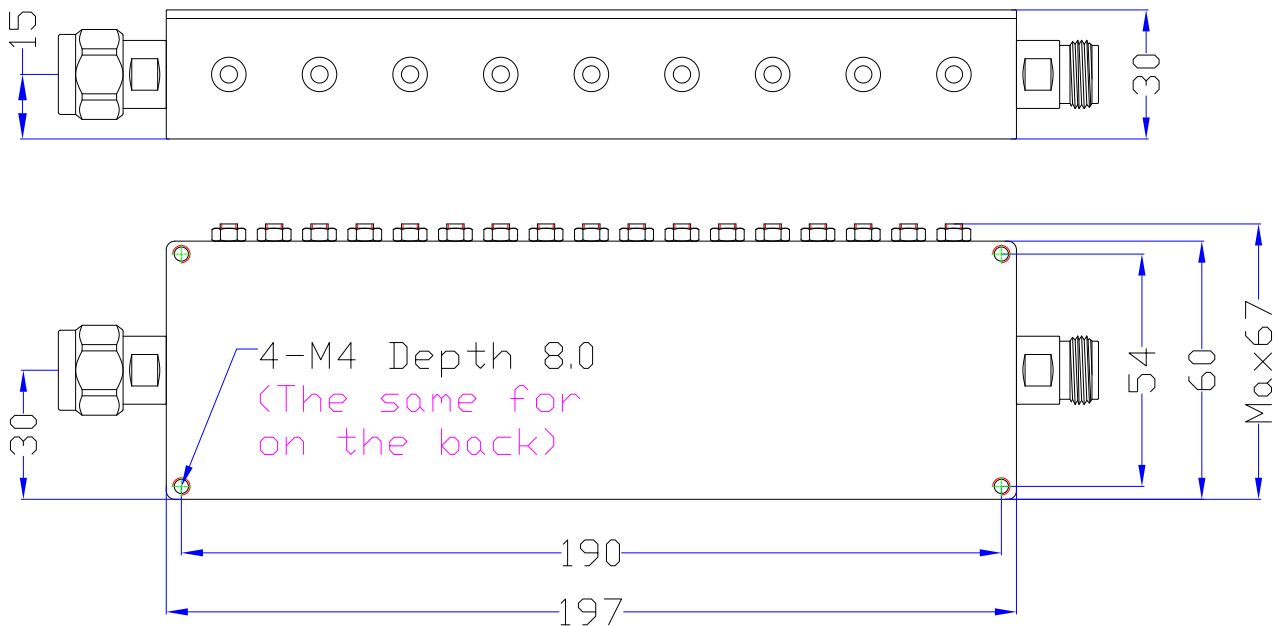 15
30
4-M4 Depth 8.0
(The same for
on the back)
30
54
60
Max67
190
197